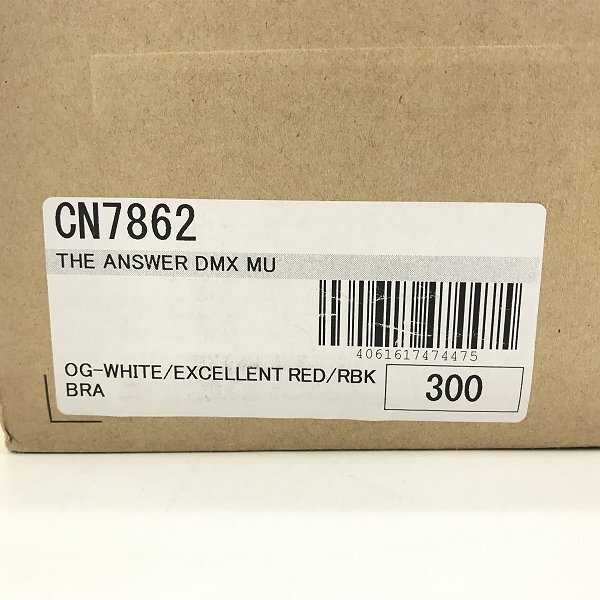 CN7862
THE ANSWER DMX MU
4061617474475
OG-WHITE/EXCELLENT RED/RBK
BRA
300